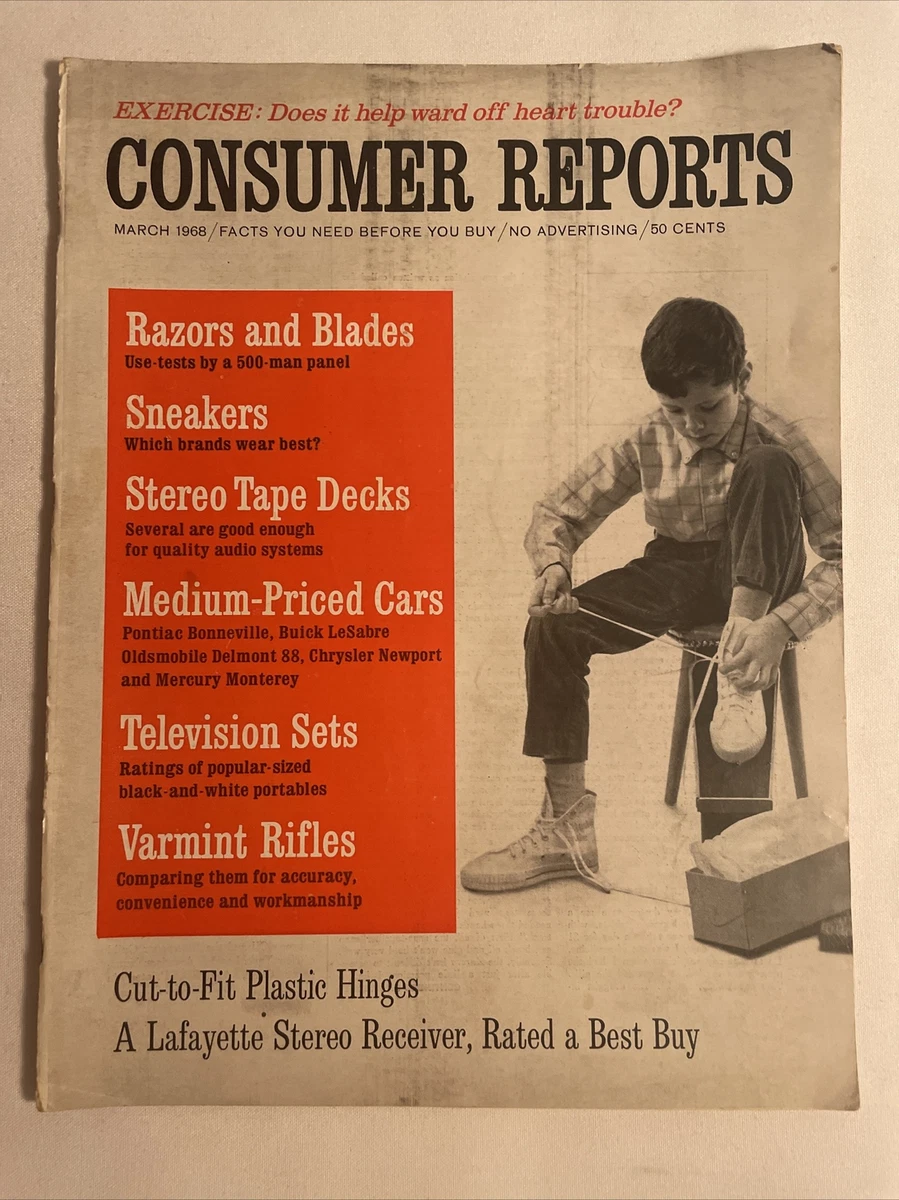 EXERCISE: Does it help ward off heart trouble?
CONSUMER REPORTS
MARCH 1968/FACTS YOU NEED BEFORE YOU BUY/NO ADVERTISING/50 CENTS
Razors and Blades
Use-tests by a 500-man panel
Sneakers
Which brands wear best?
Stereo Tape Decks
Several are good enough
for quality audio systems
Medium-Priced Cars
Pontiac Bonneville, Buick LeSabre
Oldsmobile Delmont 88, Chrysler Newport
and Mercury Monterey
Television Sets
Ratings of popular-sized
black-and-white portables
Varmint Rifles
Comparing them for accuracy,
convenience and workmanship
Cut-to-Fit Plastic Hinges
A Lafayette Stereo Receiver, Rated a Best Buy